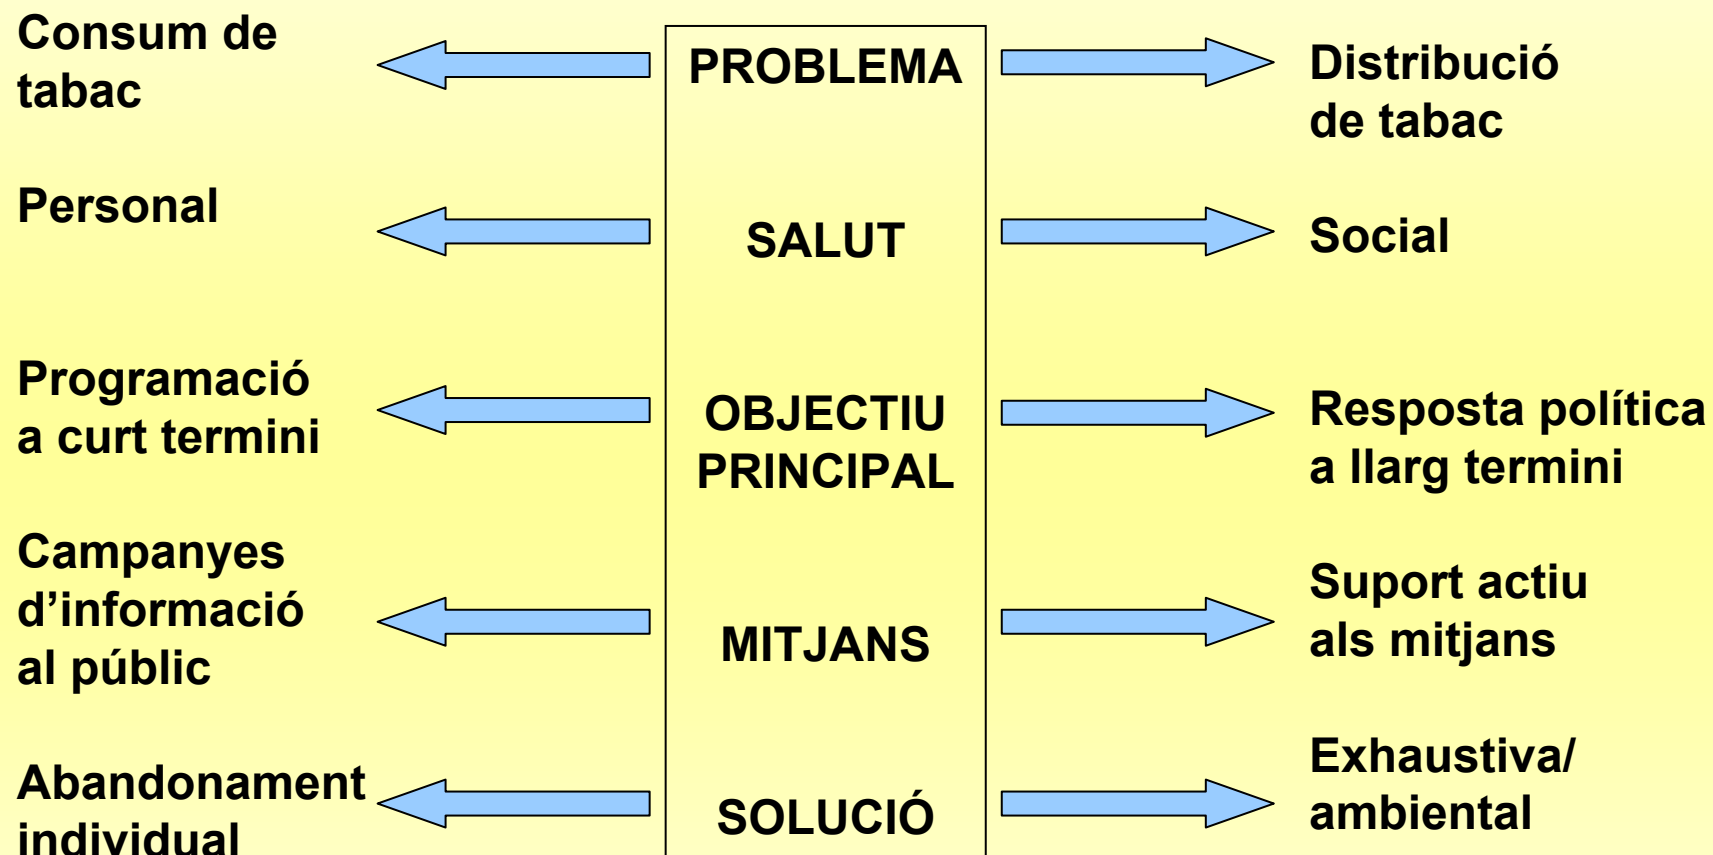 Consum de
tabac
PROBLEMA
Distribució
de tabac
Personal
SALUT
Social
Programació
a curt termini
OBJECTIU
PRINCIPAL
Resposta política
a llarg termini
Campanyes
d’informació
al públic
MITJANS
Suport actiu
als mitjans
Abandonament
individual
SOLUCIÓ
Exhaustiva/
ambiental